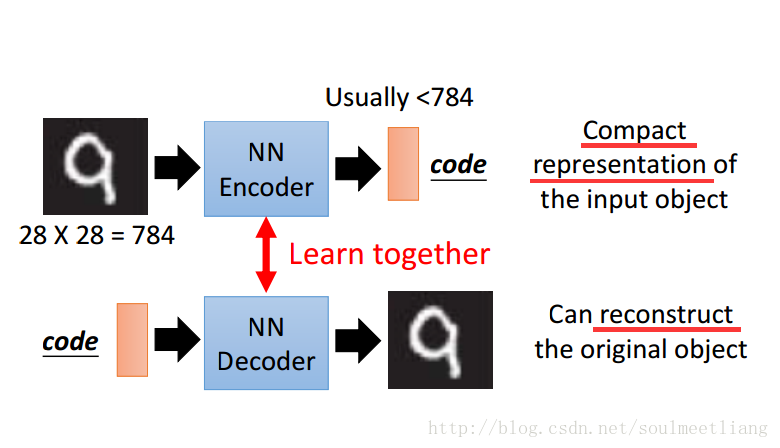 Usually <784
NN
Encoder
code
Compact
representation of
the input object
28 X 28 = 784
Learn together
code
NN
Decoder
Can reconstruct
the original object
http://blog.csdn.net/soulmeetliang